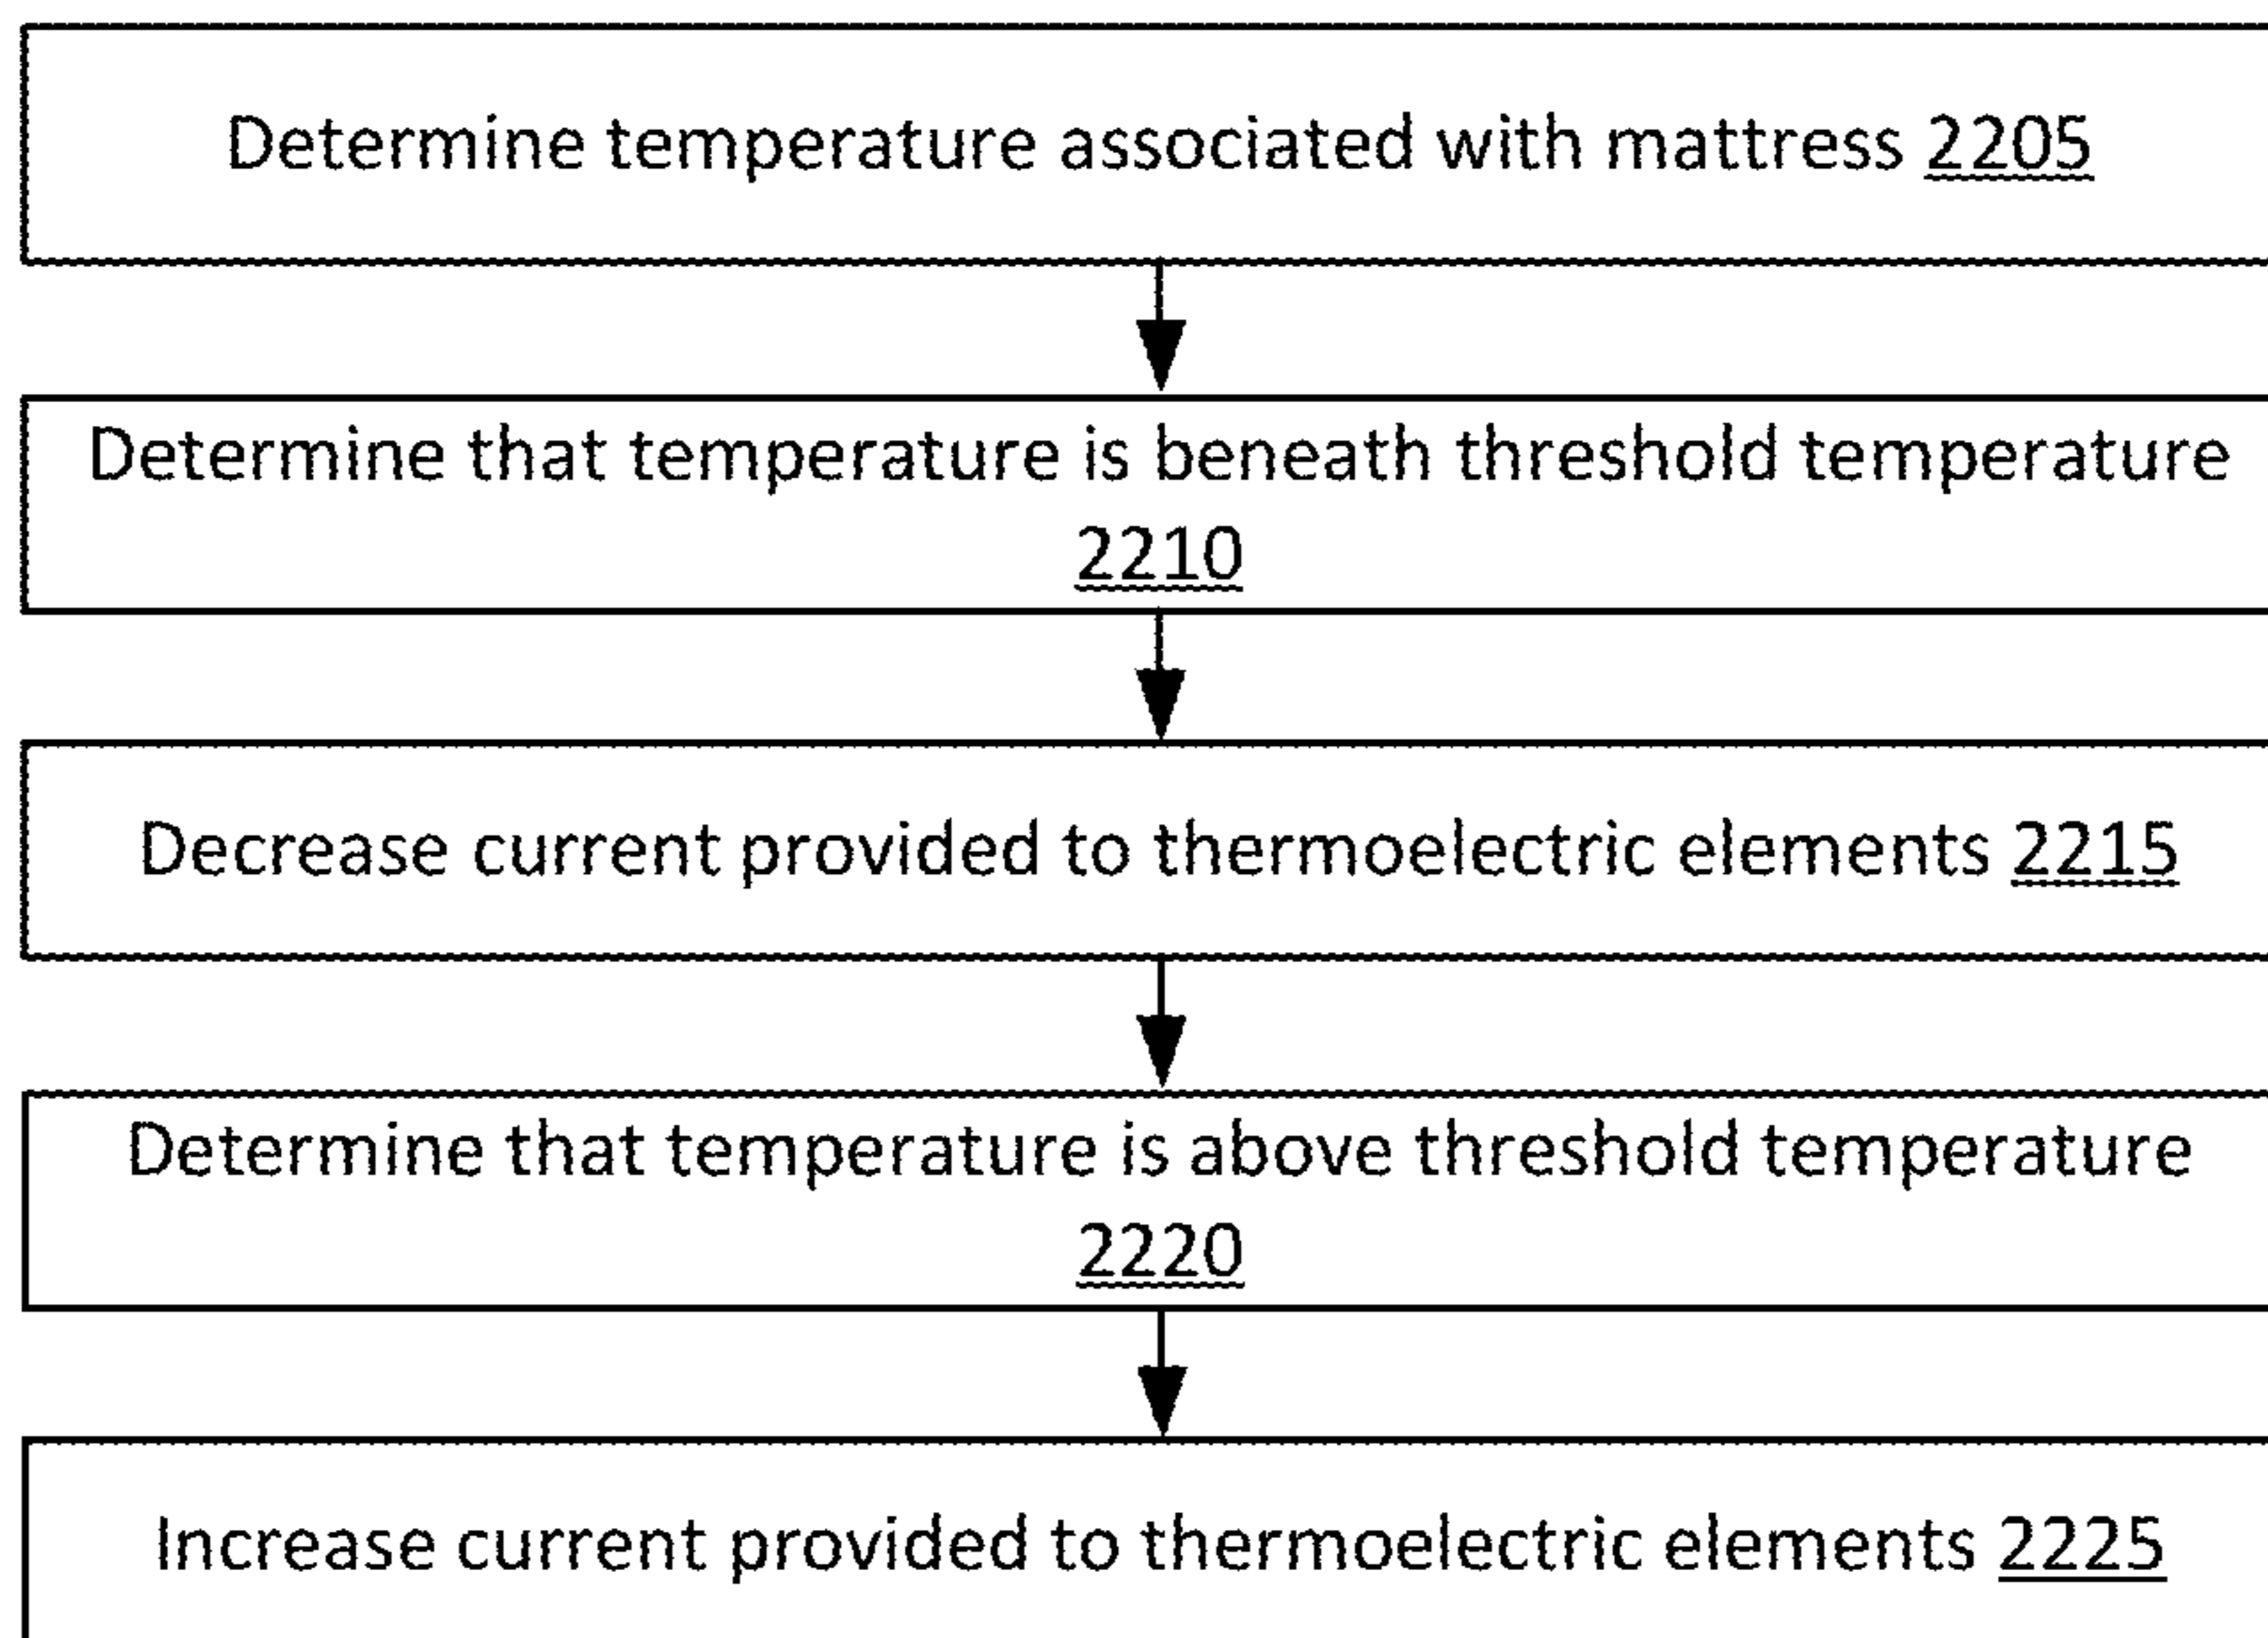 Determine temperature associated with mattress 2205
Determine that temperature is beneath threshold temperature
2210
Decrease current provided to thermoelectric elements 2215
Determine that temperature is above threshold temperature
2220
Increase current provided to thermoelectric elements 2225